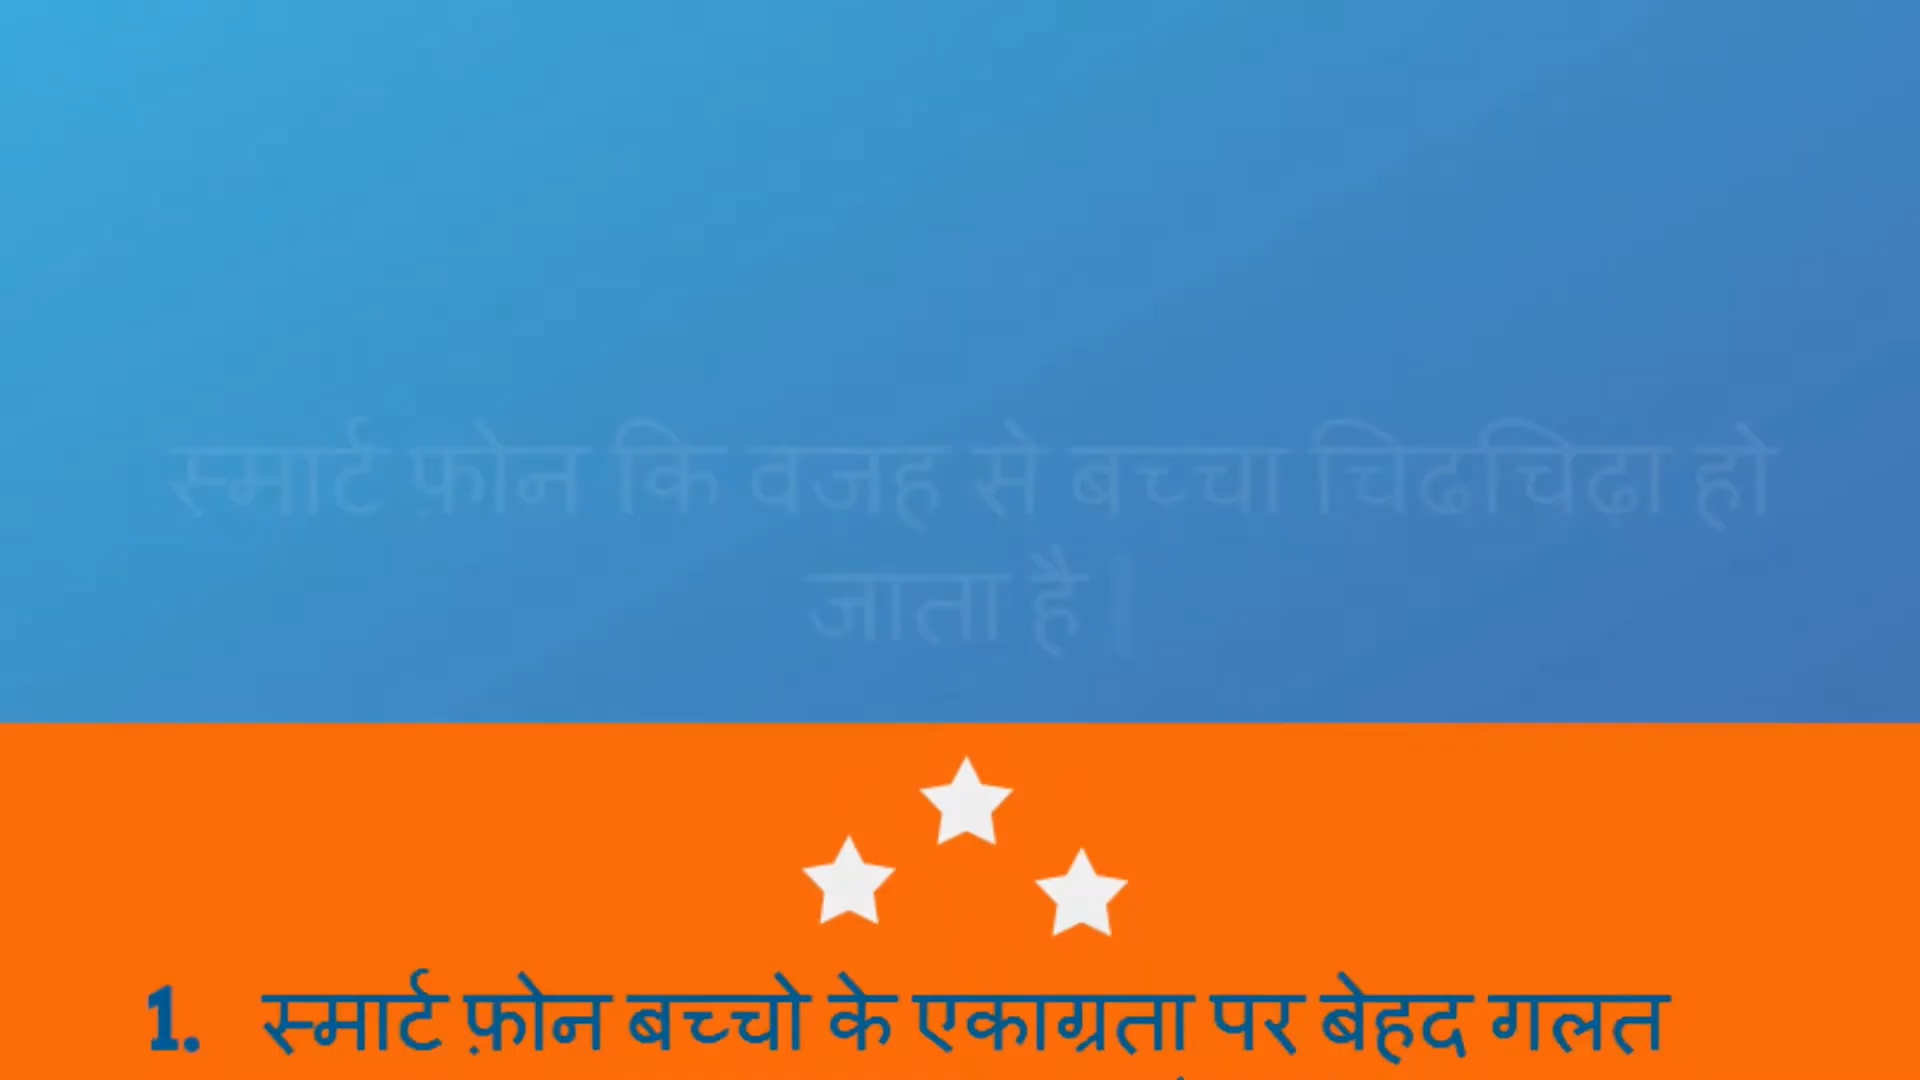 स्मार्ट फ़ोन कि वजह से बच्चा चिढचिढ़ा हो
जाता है |
1. स्मार्ट फ़ोन बच्चो के एकाग्रता पर बेहद गलत